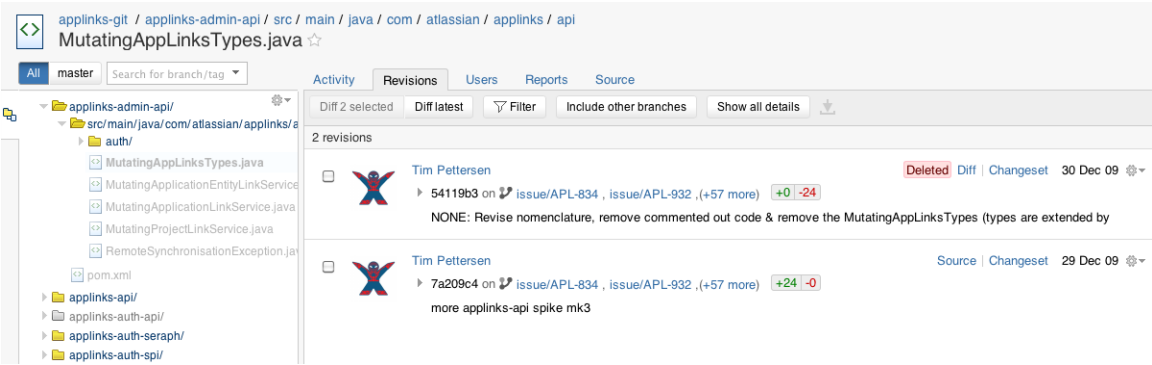 applinks-git / applinks-admin-api / src / main / java / com / atlassian / applinks / api
MutatingAppLinksTypes.java
All master Search for branch/tag
Activity Revisions Users Reports Source
Diff 2 selected Diff latest Filter Include other branches Show all details
2 revisions
applinks-admin-api/
src/main/java/com/atlassian/applinks/a
auth/
MutatingAppLinksTypes.java
MutatingApplicationEntityLinkService
MutatingApplicationLinkService.java
MutatingProjectLinkService.java
RemoteSynchronisationException.jav
pom.xml
applinks-api/
applinks-auth-api/
applinks-auth-seraph/
applinks-auth-spi/
Tim Pettersen Deleted Diff | Changeset 30 Dec 09
54119b3 on issue/APL-834 , issue/APL-932 ,(+57 more) +0 -24
NONE: Revise nomenclature, remove commented out code & remove the MutatingAppLinksTypes (types are extended by
Tim Pettersen Source | Changeset 29 Dec 09
7a209c4 on issue/APL-834 , issue/APL-932 ,(+57 more) +24 -0
more applinks-api spike mk3